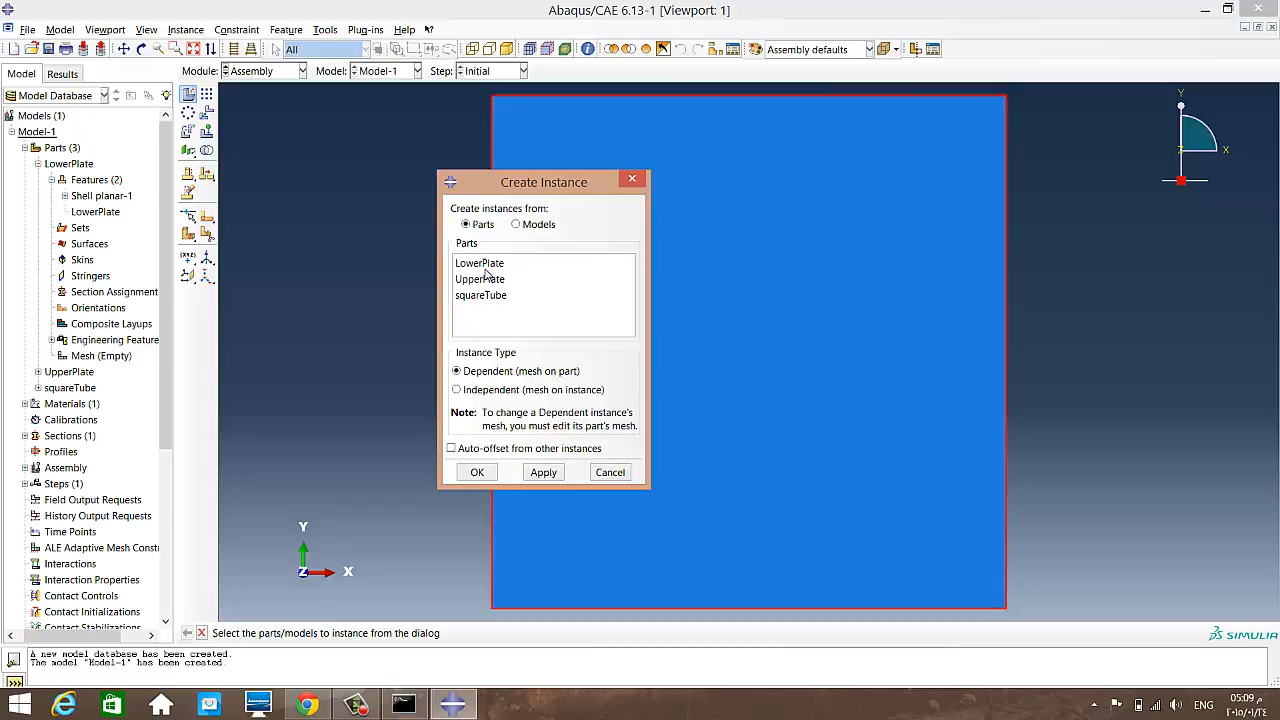 Abaqus/CAE 6.13-1 [Viewport: 1]
File Model Viewport View Instance Constraint Feature Tools Plug-ins Help
All
Assembly defaults
Model Results
Module: Assembly Model: Model-1 Step: Initial
Model Database
Models (1)
Model-1
Parts (3)
LowerPlate
Features (2)
Shell planar-1
LowerPlate
Sets
Surfaces
Skins
Stringers
Section Assignment
Orientations
Composite Layups
Engineering Feature
Mesh (Empty)
UpperPlate
squareTube
Materials (1)
Calibrations
Sections (1)
Profiles
Assembly
Steps (1)
Field Output Requests
History Output Requests
Time Points
ALE Adaptive Mesh Const
Interactions
Interaction Properties
Contact Controls
Contact Initializations
Contact Stabilizations
Create Instance
Create instances from:
Parts Models
Parts
LowerPlate
UpperPlate
squareTube
Instance Type
Dependent (mesh on part)
Independent (mesh on instance)
Note: To change a Dependent instance's
mesh, you must edit its part's mesh.
Auto-offset from other instances
OK Apply Cancel
Y
X
Z
Y
X
Z
Select the parts/models to instance from the dialog
SIMULIA
A new model database has been created.
The model "Model-1" has been created.
ENG
05:09 م